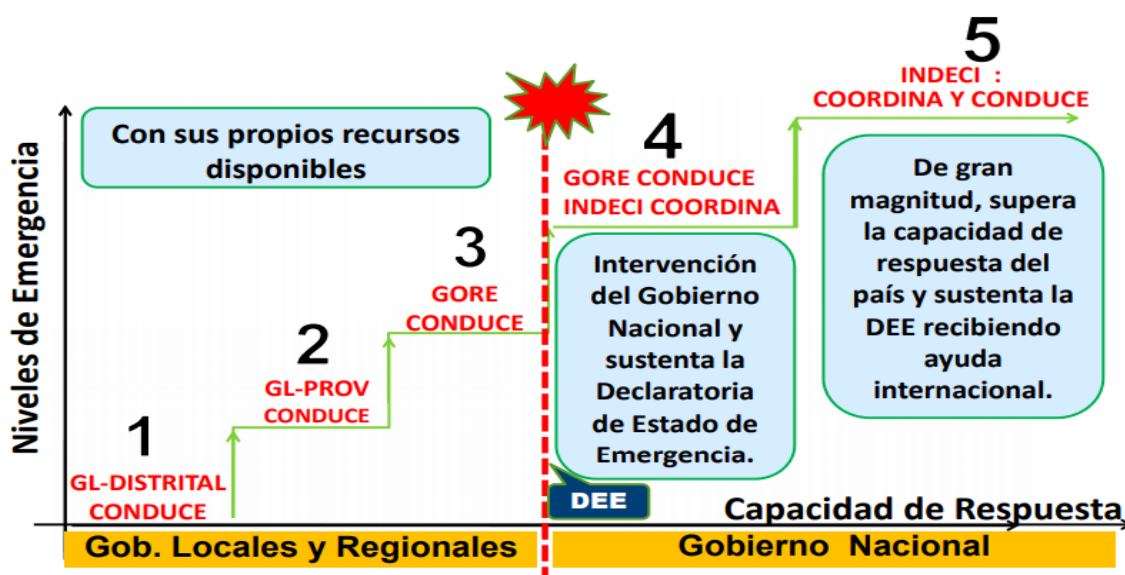 Niveles de Emergencia
Con sus propios recursos
disponibles
1
GL-DISTRITAL
CONDUCE
2
GL-PROV
CONDUCE
3
GORE
CONDUCE
4
GORE CONDUCE
INDECI COORDINA
Intervención
del Gobierno
Nacional y
sustenta la
Declaratoria
de Estado de
Emergencia.
DEE
5
INDECI :
COORDINA Y CONDUCE
De gran
magnitud, supera
la capacidad de
respuesta del
país y sustenta la
DEE recibiendo
ayuda
internacional.
Capacidad de Respuesta
Gob. Locales y Regionales
Gobierno Nacional